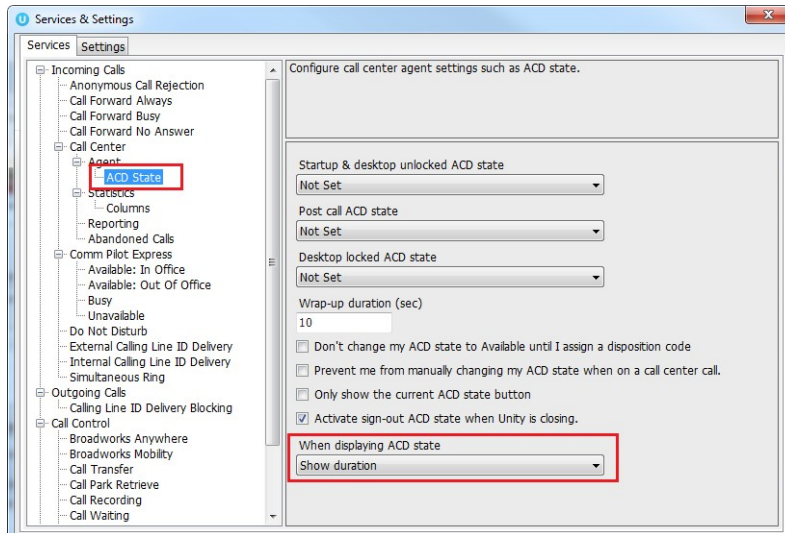 Services & Settings
Services Settings
Incoming Calls
Anonymous Call Rejection
Call Forward Always
Call Forward Busy
Call Forward No Answer
Call Center
Agent
ACD State
Statistics
Columns
Reporting
Abandoned Calls
Comm Pilot Express
Available: In Office
Available: Out Of Office
Busy
Unavailable
Do Not Disturb
External Calling Line ID Delivery
Internal Calling Line ID Delivery
Simultaneous Ring
Outgoing Calls
Calling Line ID Delivery Blocking
Call Control
Broadworks Anywhere
Broadworks Mobility
Call Transfer
Call Park Retrieve
Call Recording
Call Waiting
Configure call center agent settings such as ACD state.
Startup & desktop unlocked ACD state
Not Set
Post call ACD state
Not Set
Desktop locked ACD state
Not Set
Wrap-up duration (sec)
10
Don't change my ACD state to Available until I assign a disposition code
Prevent me from manually changing my ACD state when on a call center call.
Only show the current ACD state button
Activate sign-out ACD state when Unity is closing.
When displaying ACD state
Show duration